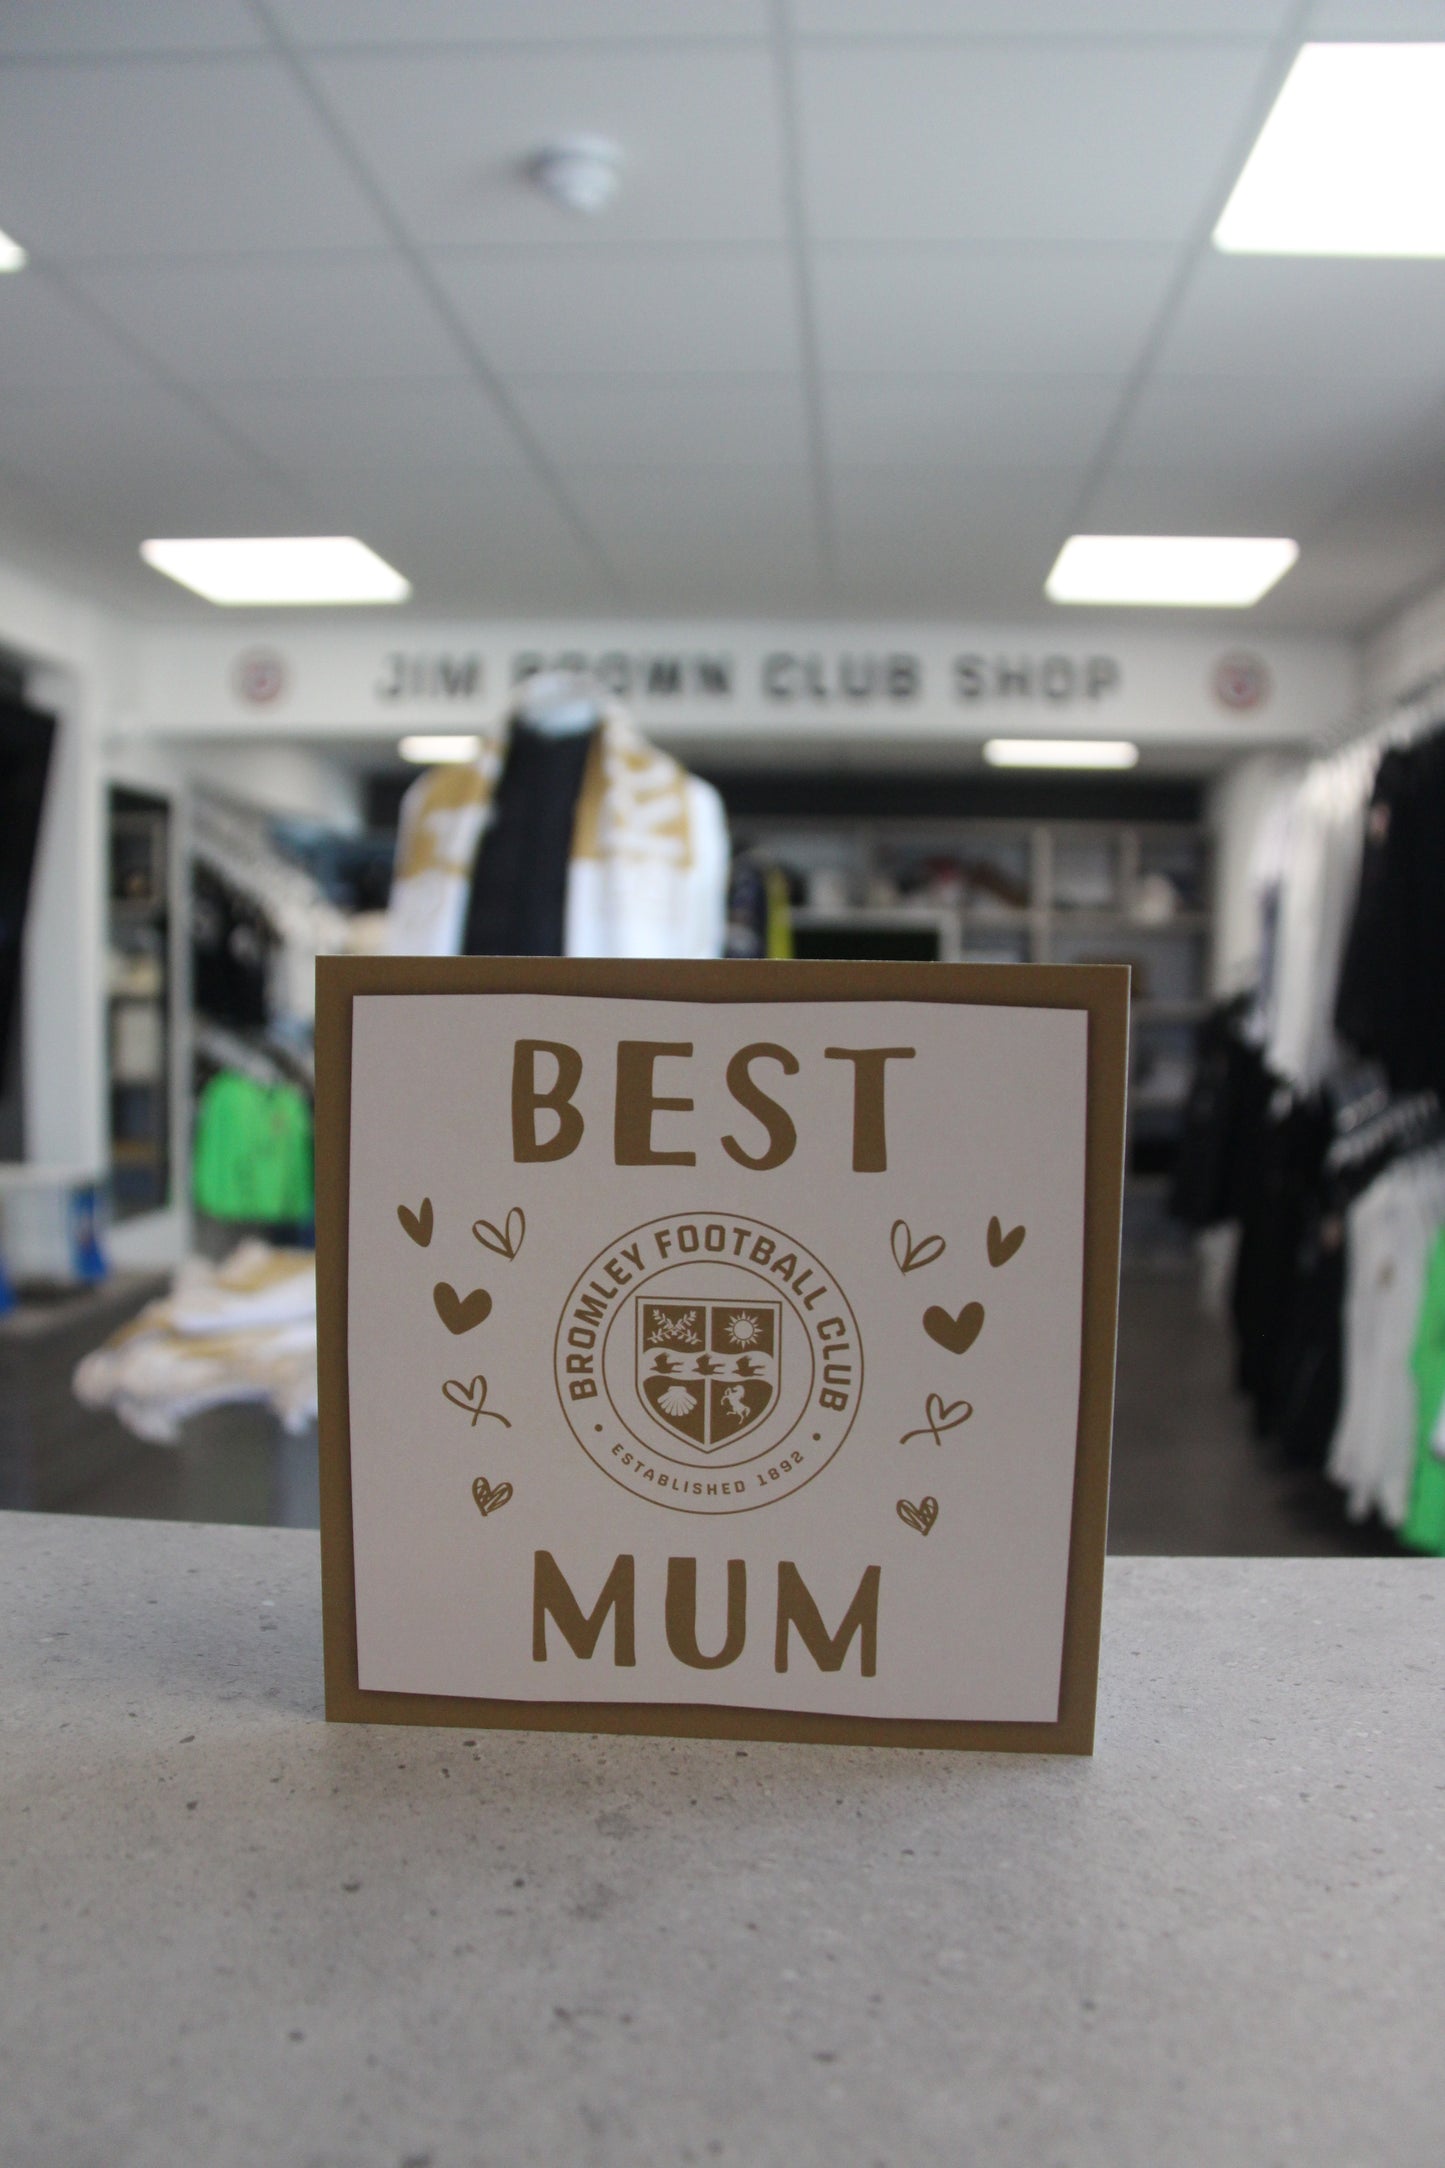 JIM BROWN CLUB SHOP
BEST
BROMLEY FOOTBALL CLUB
• ESTABLISHED 1892 •
MUM